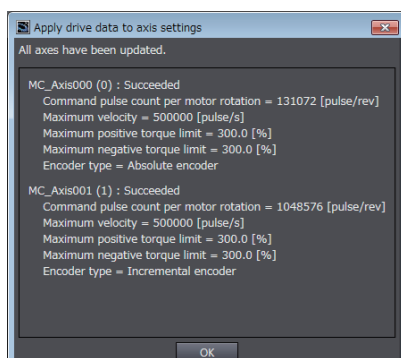 Apply drive data to axis settings
All axes have been updated.
MC_Axis000 (0) : Succeeded
Command pulse count per motor rotation = 131072 [pulse/rev]
Maximum velocity = 500000 [pulse/s]
Maximum positive torque limit = 300.0 [%]
Maximum negative torque limit = 300.0 [%]
Encoder type = Absolute encoder
MC_Axis001 (1) : Succeeded
Command pulse count per motor rotation = 1048576 [pulse/rev]
Maximum velocity = 500000 [pulse/s]
Maximum positive torque limit = 300.0 [%]
Maximum negative torque limit = 300.0 [%]
Encoder type = Incremental encoder
OK